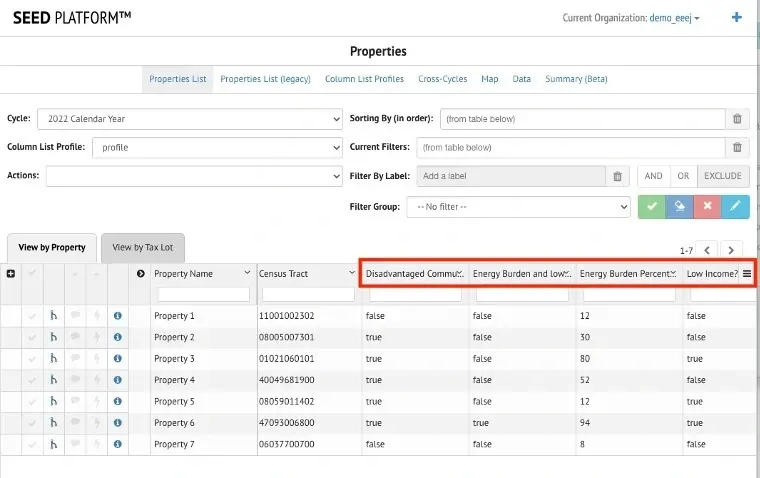 SEED PLATFORM™
Current Organization: demo_eeej
Properties
Properties List Properties List (legacy) Column List Profiles Cross-Cycles Map Data Summary (Beta)
Cycle: 2022 Calendar Year Sorting By (in order): (from table below)
Column List Profile: profile Current Filters: (from table below)
Actions: Filter By Label: Add a label AND OR EXCLUDE
Filter Group: -- No filter --
View by Property View by Tax Lot 1-7
Property Name Census Tract Disadvantaged Commu... Energy Burden and low... Energy Burden Percent... Low Income?
Property 1 11001002302 false false 12 false
Property 2 08005007301 true false 30 false
Property 3 01021060101 true false 80 true
Property 4 40049681900 true false 52 false
Property 5 08059011402 true false 12 true
Property 6 47093006800 true true 94 true
Property 7 06037700700 false false 8 false